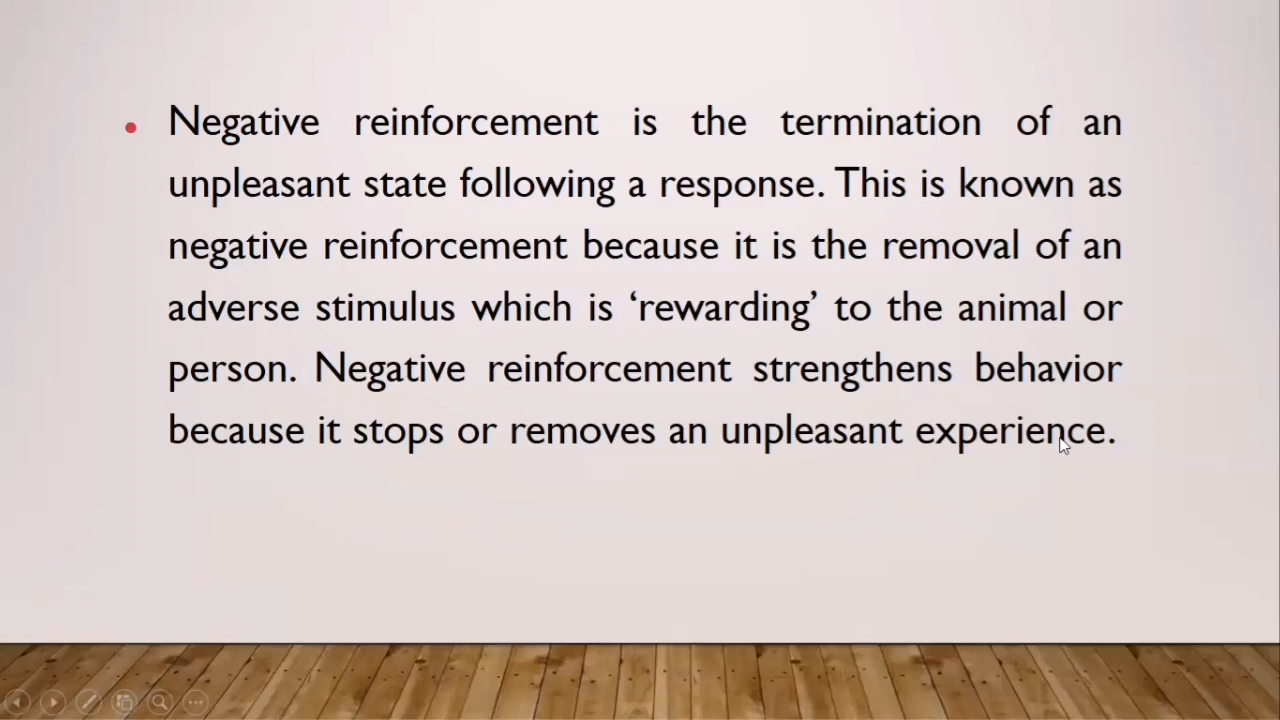 Negative reinforcement is the termination of an
unpleasant state following a response. This is known as
negative reinforcement because it is the removal of an
adverse stimulus which is ‘rewarding’ to the animal or
person. Negative reinforcement strengthens behavior
because it stops or removes an unpleasant experience.